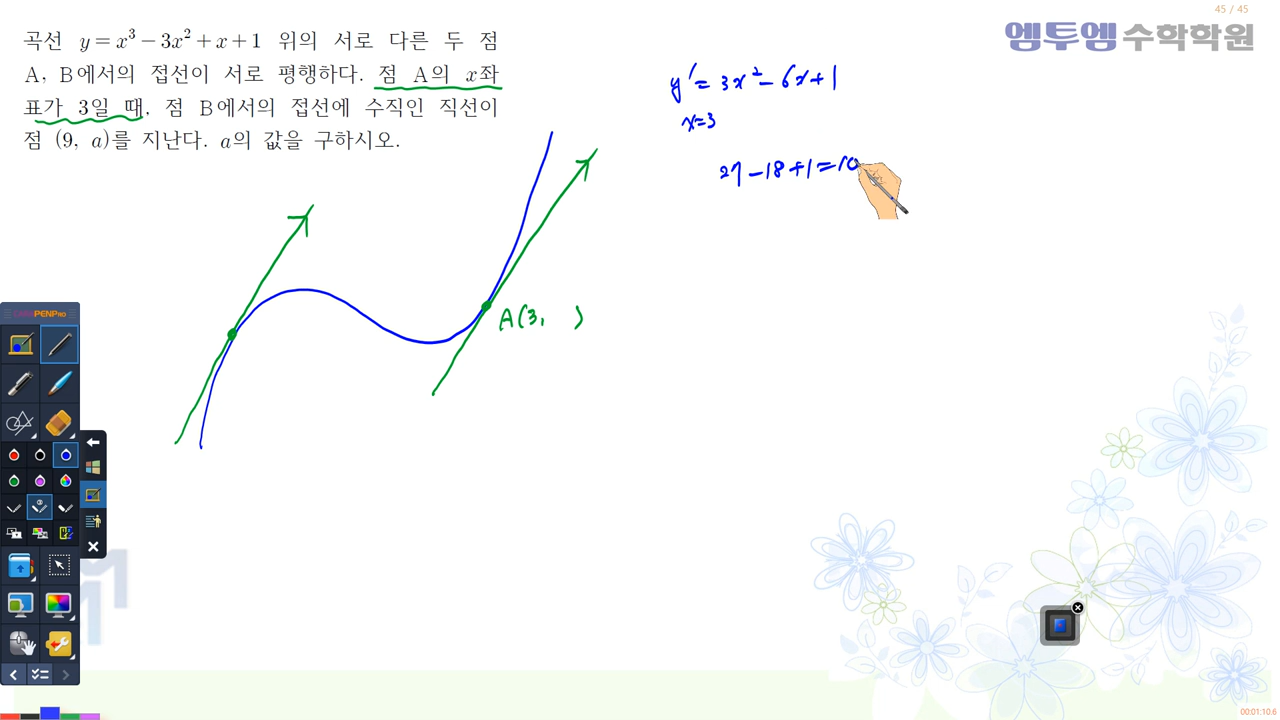 45 / 45
엠투엠수학학원
곡선 y = x³ − 3x² + x + 1 위의 서로 다른 두 점
A, B에서의 접선이 서로 평행하다. 점 A의 x좌
표가 3일 때, 점 B에서의 접선에 수직인 직선이
점 (9, a)를 지난다. a의 값을 구하시오.
y′ = 3x² − 6x + 1
x=3
27 − 18 + 1 = 10
A(3,    )
00:01:10.6